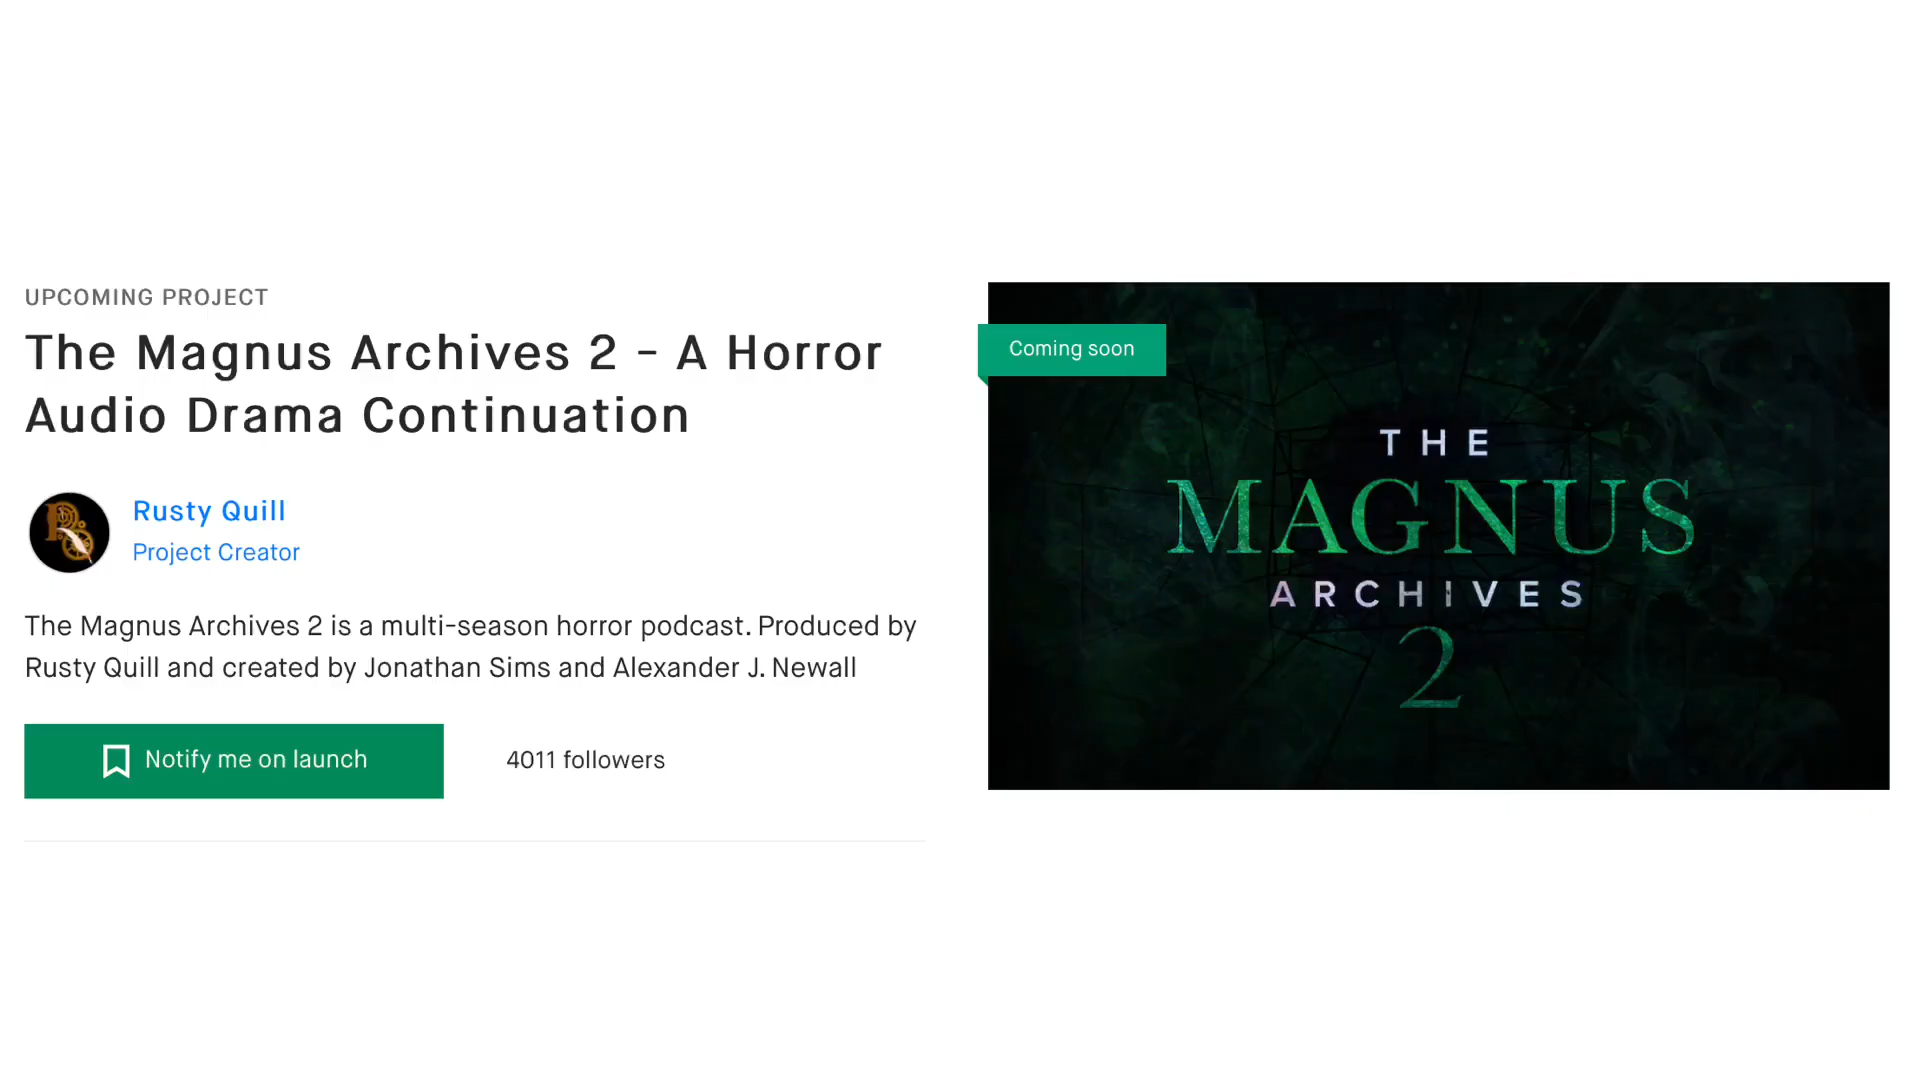 UPCOMING PROJECT
The Magnus Archives 2 - A Horror
Audio Drama Continuation
Rusty Quill
Project Creator
The Magnus Archives 2 is a multi-season horror podcast. Produced by
Rusty Quill and created by Jonathan Sims and Alexander J. Newall
Notify me on launch
4011 followers
Coming soon
THE
MAGNUS
ARCHIVES
2